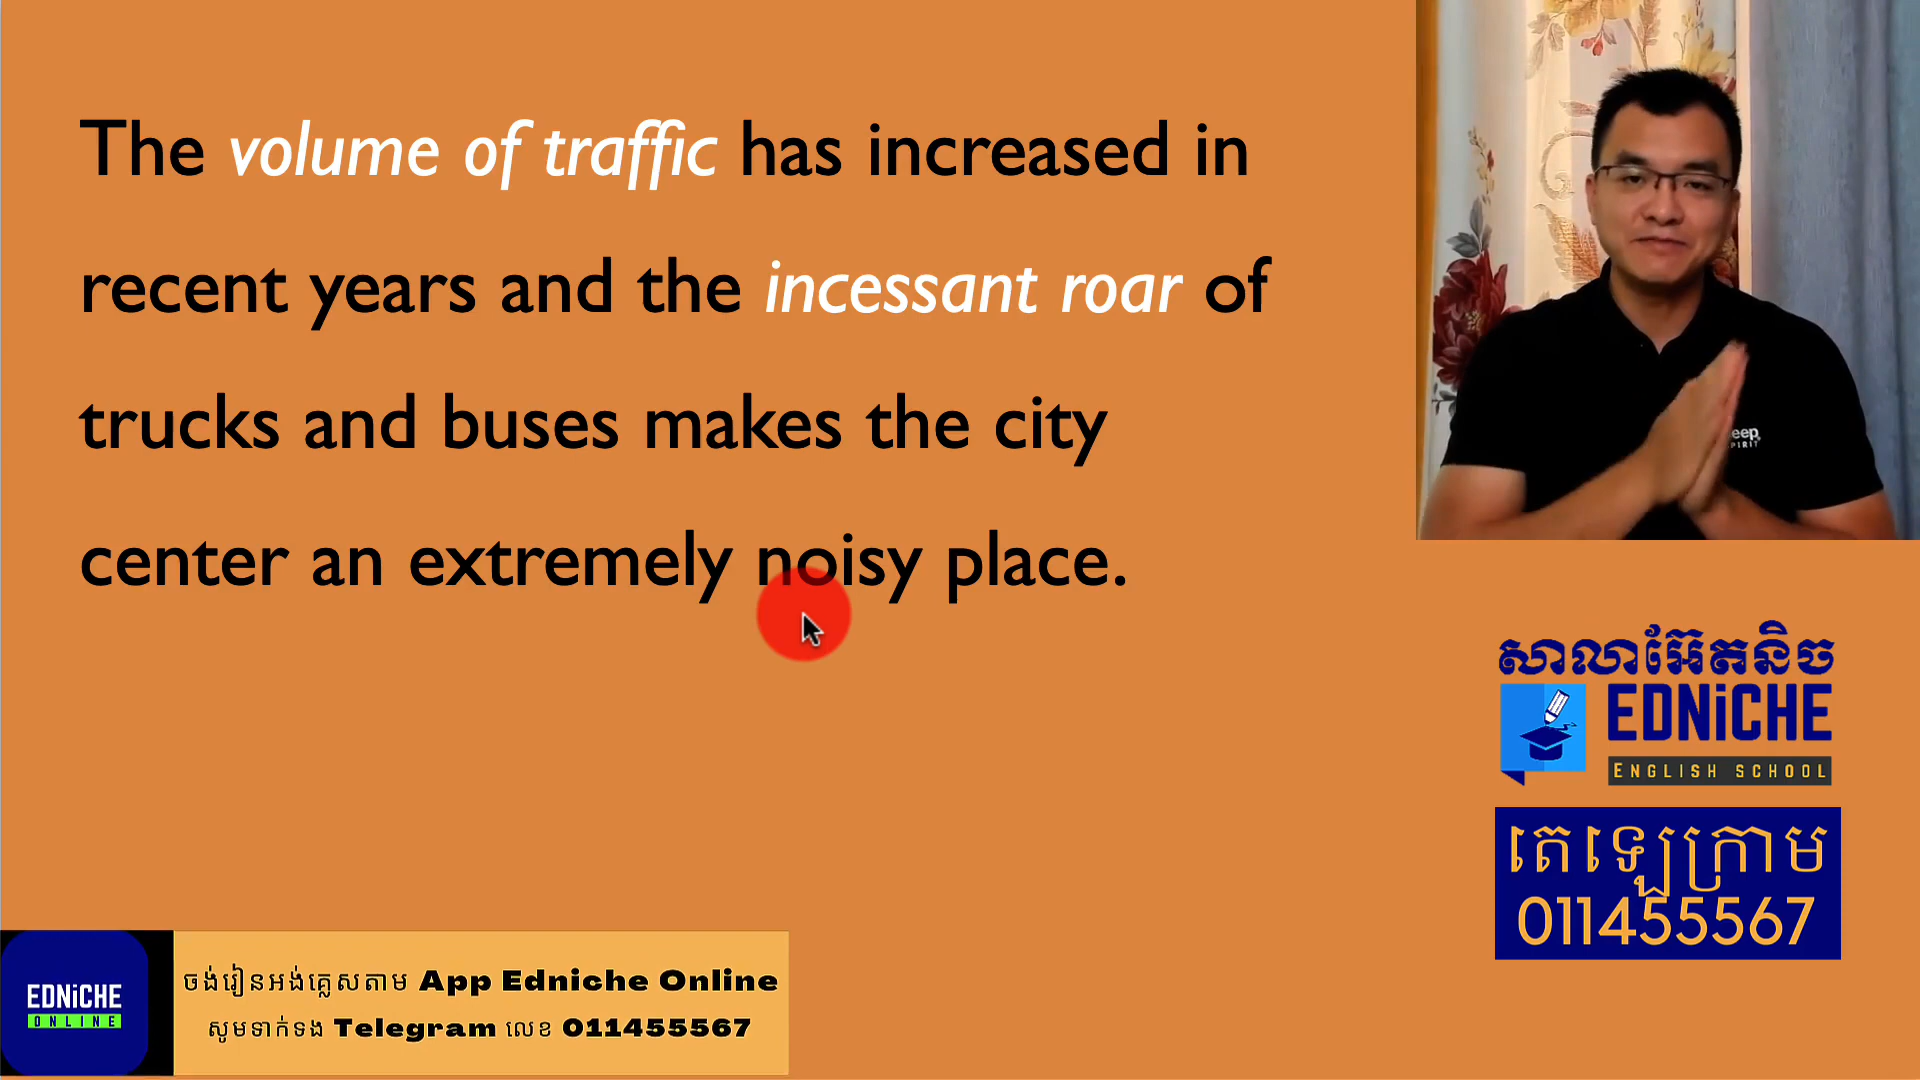 The volume of traffic has increased in
recent years and the incessant roar of
trucks and buses makes the city
center an extremely noisy place.
eep
PIRIT
សាលាអ៊ែតនិច
EDNiCHE
ENGLISH SCHOOL
តេឡេក្រាម
011455567
EDNiCHE
ONLINE
ចង់រៀនអង់គ្លេសតាម App Edniche Online
សូមទាក់ទង Telegram លេខ 011455567